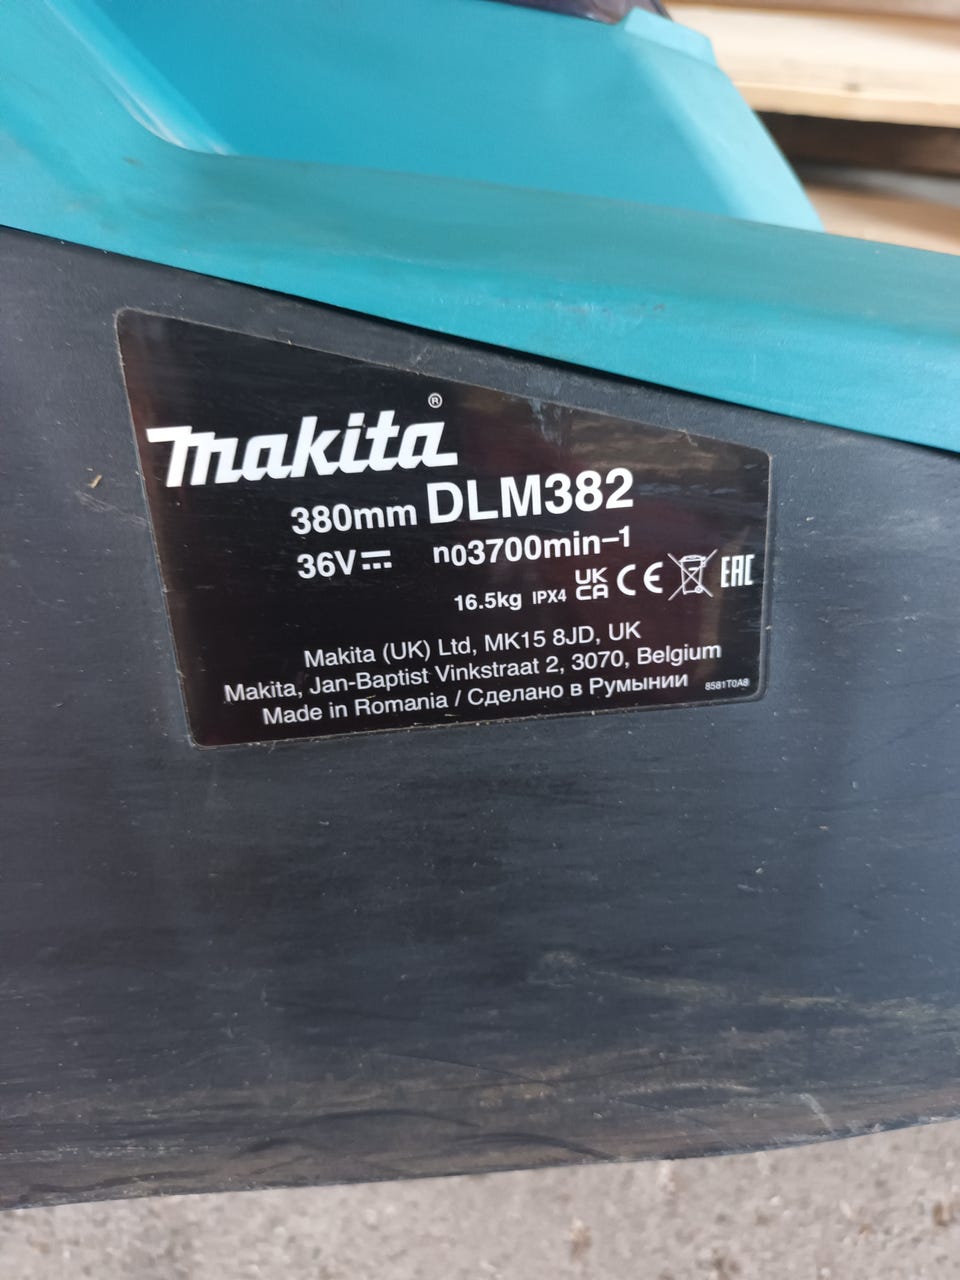 makita®
380mm DLM382
36V⎓ n03700min-1
16.5kg IPX4 UK CA CE EAC
Makita (UK) Ltd, MK15 8JD, UK
Makita, Jan-Baptist Vinkstraat 2, 3070, Belgium
Made in Romania / Сделано в Румынии 8581T0A8